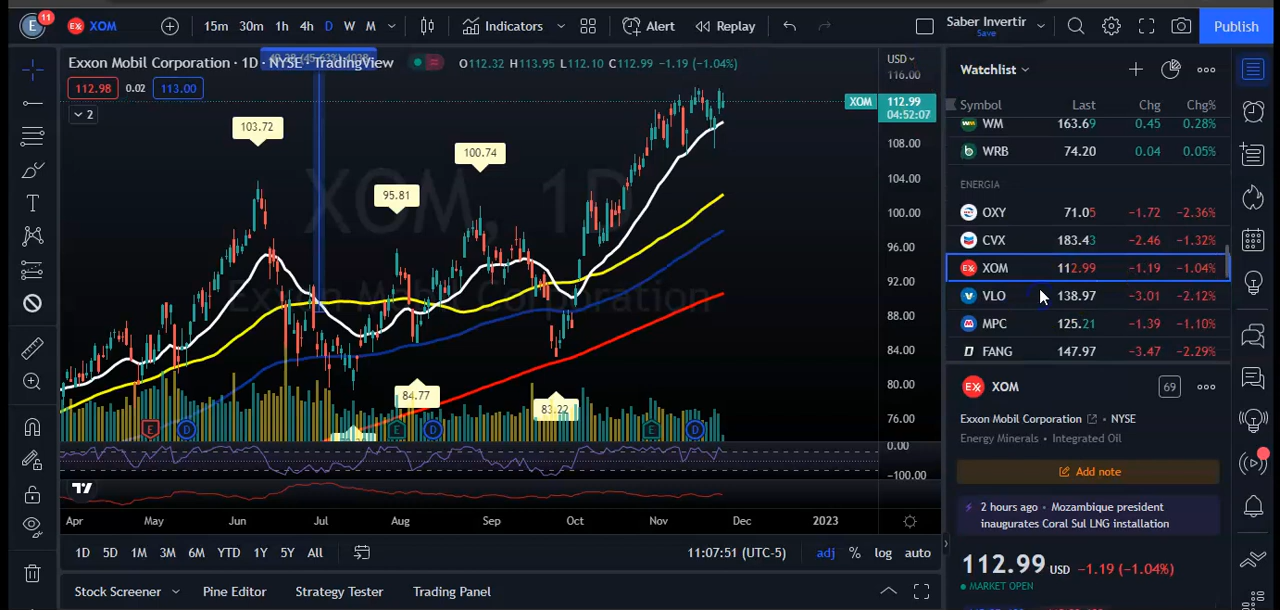 E 11 XOM 15m 30m 1h 4h D W M Indicators Alert Replay Saber Invertir Save Publish
Exxon Mobil Corporation · 1D · NYSE · TradingView O112.32 H113.95 L112.10 C112.99 −1.19 (−1.04%)
112.98 0.02 113.00
2
XOM, 1D
Exxon Mobil Corporation
103.72
95.81
100.74
84.77
83.22
USD
116.00
XOM 112.99
04:52:07
108.00
104.00
100.00
96.00
92.00
88.00
84.00
80.00
76.00
0.00
−100.00
E D E D E D
Apr May Jun Jul Aug Sep Oct Nov Dec 2023
1D 5D 1M 3M 6M YTD 1Y 5Y All 11:07:51 (UTC-5) adj % log auto
Stock Screener Pine Editor Strategy Tester Trading Panel
Watchlist
Symbol Last Chg Chg%
WM 163.69 0.45 0.28%
WRB 74.20 0.04 0.05%
ENERGIA
OXY 71.05 −1.72 −2.36%
CVX 183.43 −2.46 −1.32%
XOM 112.99 −1.19 −1.04%
VLO 138.97 −3.01 −2.12%
MPC 125.21 −1.39 −1.10%
FANG 147.97 −3.47 −2.29%
XOM 69
Exxon Mobil Corporation • NYSE
Energy Minerals • Integrated Oil
Add note
2 hours ago • Mozambique president
inaugurates Coral Sul LNG installation
112.99 USD −1.19 (−1.04%)
MARKET OPEN